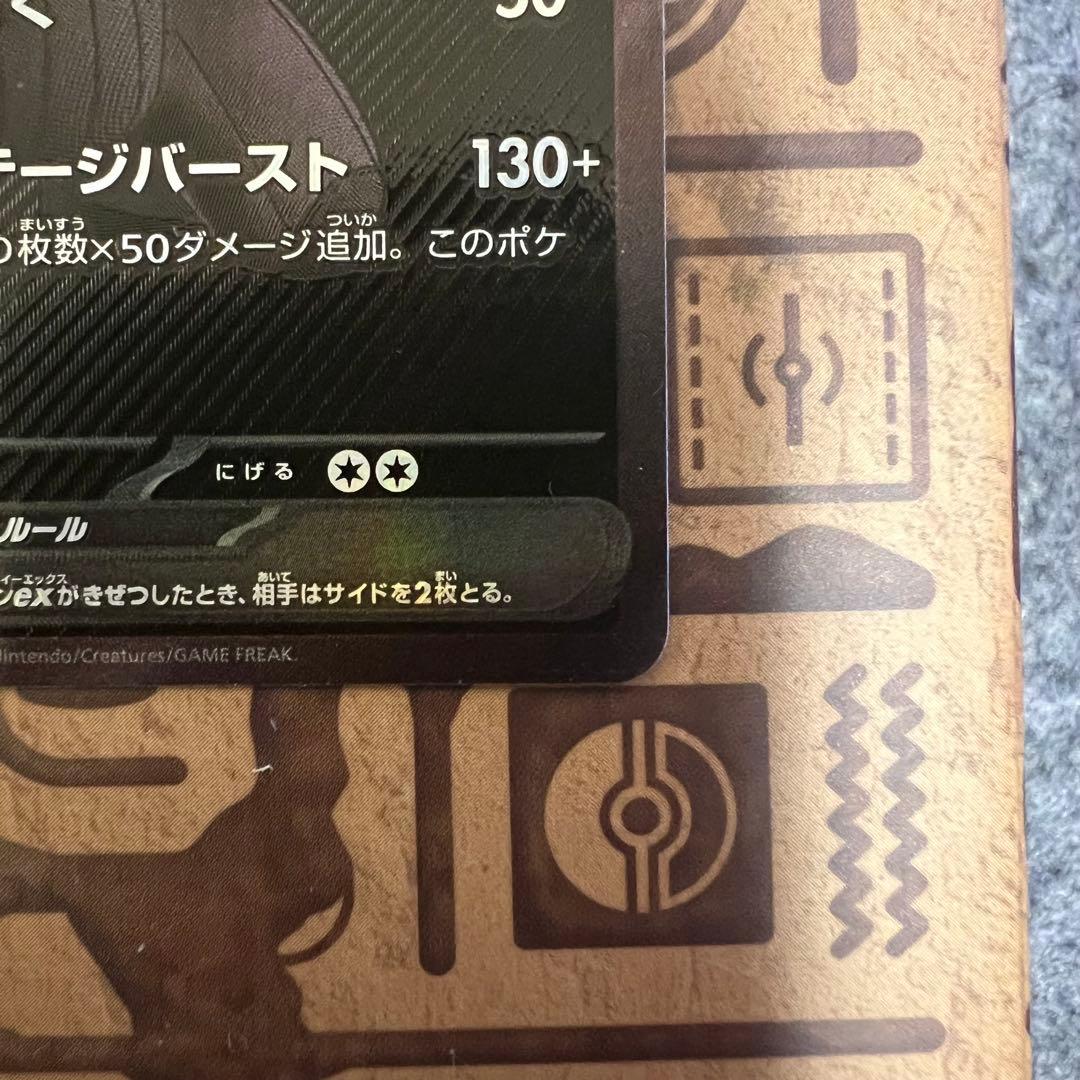 く 50
テージバースト 130+
の枚数×50ダメージ追加。このポケ
まいすう ついか
にげる
ルール
ンexがきぜつしたとき、相手はサイドを2枚とる。
イーエックス あいて まい
Nintendo/Creatures/GAME FREAK.